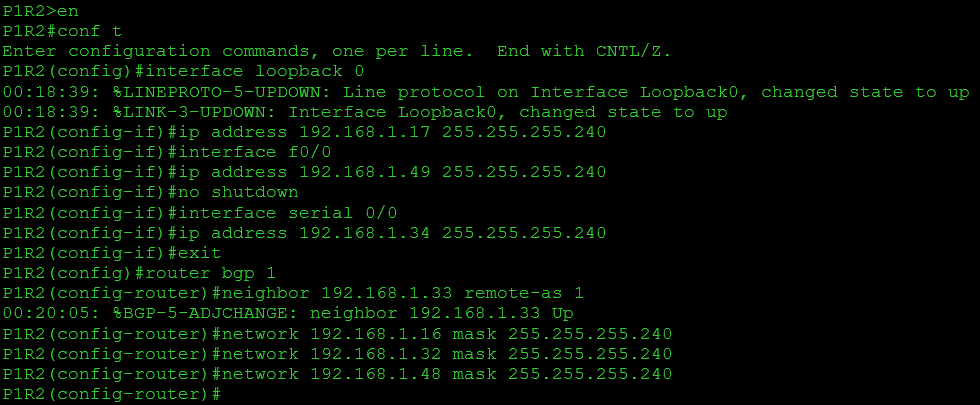 P1R2>en
P1R2#conf t
Enter configuration commands, one per line.  End with CNTL/Z.
P1R2(config)#interface loopback 0
00:18:39: %LINEPROTO-5-UPDOWN: Line protocol on Interface Loopback0, changed state to up
00:18:39: %LINK-3-UPDOWN: Interface Loopback0, changed state to up
P1R2(config-if)#ip address 192.168.1.17 255.255.255.240
P1R2(config-if)#interface f0/0
P1R2(config-if)#ip address 192.168.1.49 255.255.255.240
P1R2(config-if)#no shutdown
P1R2(config-if)#interface serial 0/0
P1R2(config-if)#ip address 192.168.1.34 255.255.255.240
P1R2(config-if)#exit
P1R2(config)#router bgp 1
P1R2(config-router)#neighbor 192.168.1.33 remote-as 1
00:20:05: %BGP-5-ADJCHANGE: neighbor 192.168.1.33 Up
P1R2(config-router)#network 192.168.1.16 mask 255.255.255.240
P1R2(config-router)#network 192.168.1.32 mask 255.255.255.240
P1R2(config-router)#network 192.168.1.48 mask 255.255.255.240
P1R2(config-router)#